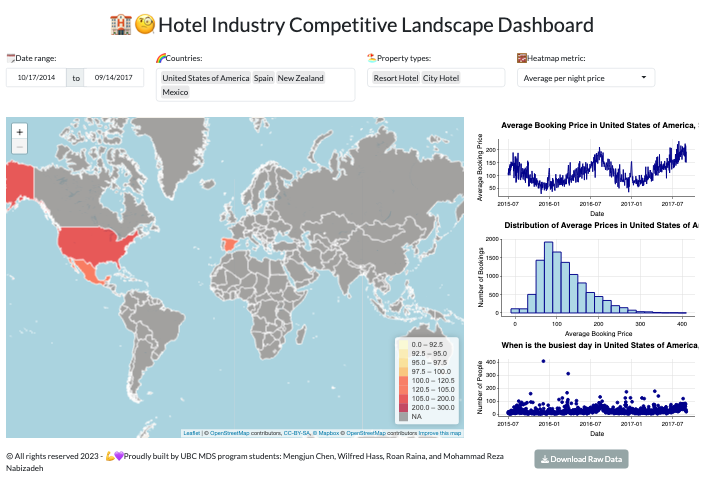 🏨🧐Hotel Industry Competitive Landscape Dashboard
📆Date range:
10/17/2014 to 09/14/2017
🌈Countries:
United States of America Spain New Zealand
Mexico
🏖️Property types:
Resort Hotel City Hotel
🌇Heatmap metric:
Average per night price
+
−
0.0 – 92.5
92.5 – 95.0
95.0 – 97.5
97.5 – 100.0
100.0 – 120.5
120.5 – 105.0
105.0 – 200.0
200.0 – 300.0
NA
Leaflet | © OpenStreetMap contributors, CC-BY-SA, © Mapbox © OpenStreetMap contributors Improve this map
Average Booking Price in United States of America,
Average Booking Price
200
150
100
50
2015-07 2016-01 2016-07 2017-01 2017-07
Date
Distribution of Average Prices in United States of A
Number of Bookings
2000
1500
1000
500
0
0 100 200 300 400
Average Booking Price
When is the busiest day in United States of America,
Number of People
400
300
200
100
0
2015-07 2016-01 2016-07 2017-01 2017-07
Date
© All rights reserved 2023 - 💪💜Proudly built by UBC MDS program students: Mengjun Chen, Wilfred Hass, Roan Raina, and Mohammad Reza
Nabizadeh
Download Raw Data